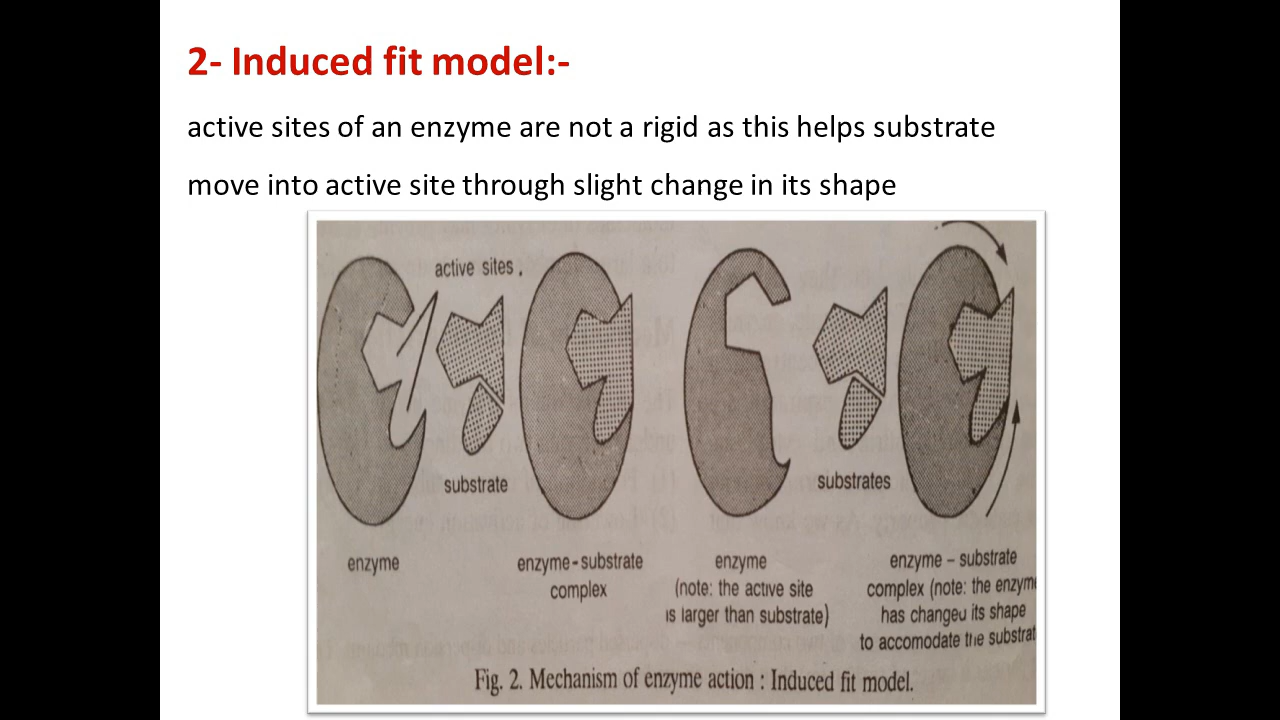 2- Induced fit model:-
active sites of an enzyme are not a rigid as this helps substrate
move into active site through slight change in its shape
active sites.
substrate
substrates
enzyme
enzyme - substrate
complex
enzyme
(note: the active site
is larger than substrate)
enzyme – substrate
complex (note: the enzyme
has changed its shape
to accomodate the substrat
Fig. 2. Mechanism of enzyme action : Induced fit model.